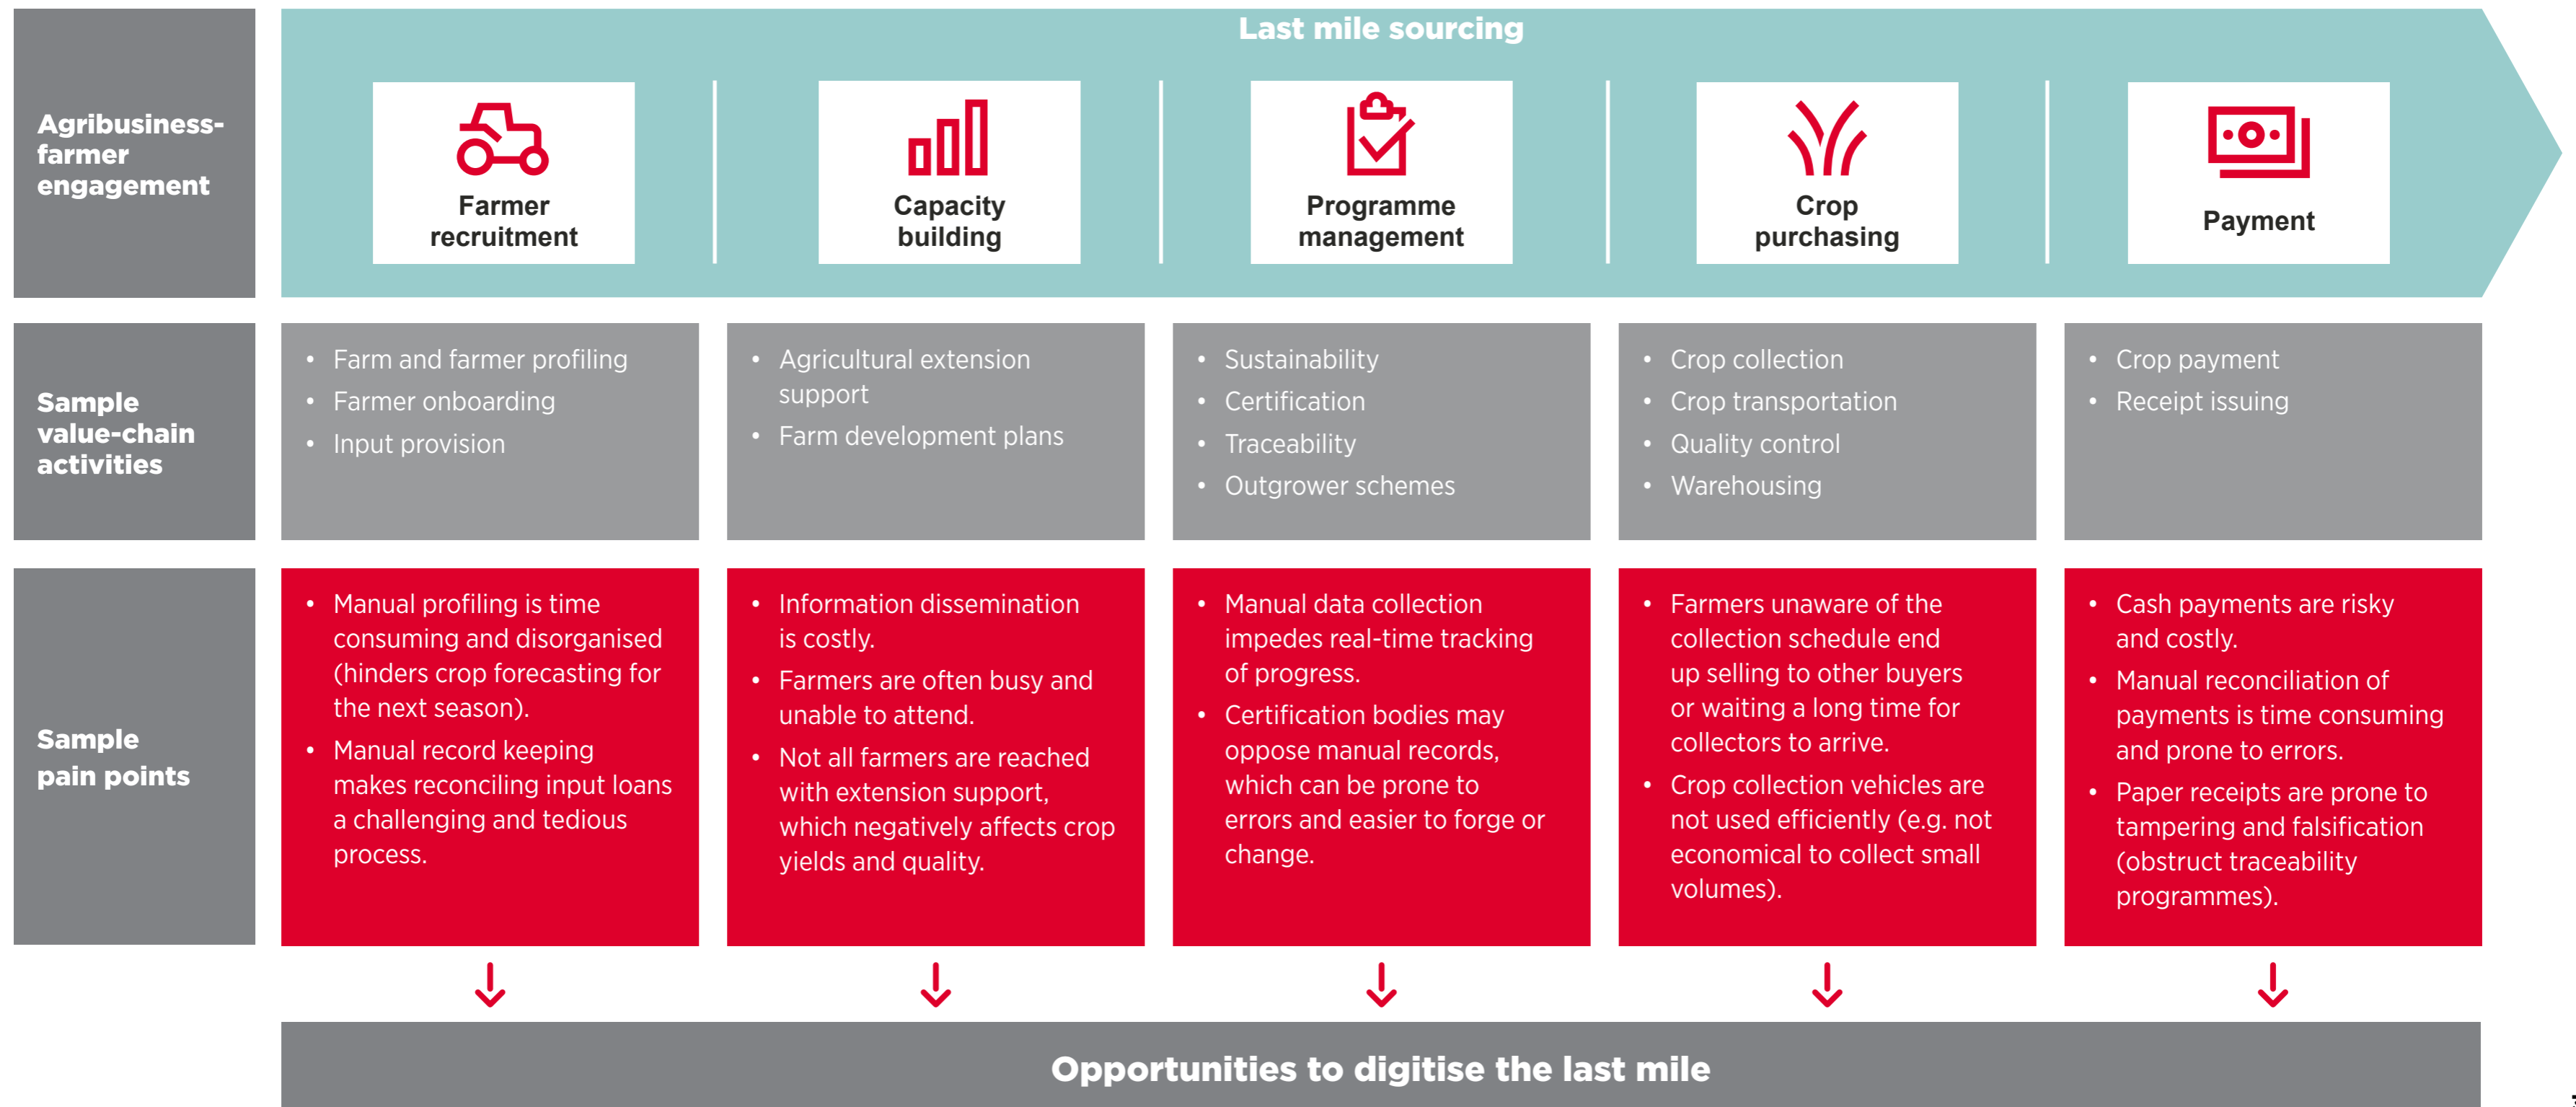 Last mile sourcing
Agribusiness-
farmer
engagement
Farmer
recruitment
Capacity
building
Programme
management
Crop
purchasing
Payment
Sample
value-chain
activities
• Farm and farmer profiling
• Farmer onboarding
• Input provision
• Agricultural extension
support
• Farm development plans
• Sustainability
• Certification
• Traceability
• Outgrower schemes
• Crop collection
• Crop transportation
• Quality control
• Warehousing
• Crop payment
• Receipt issuing
Sample
pain points
• Manual profiling is time
consuming and disorganised
(hinders crop forecasting for
the next season).
• Manual record keeping
makes reconciling input loans
a challenging and tedious
process.
• Information dissemination
is costly.
• Farmers are often busy and
unable to attend.
• Not all farmers are reached
with extension support,
which negatively affects crop
yields and quality.
• Manual data collection
impedes real-time tracking
of progress.
• Certification bodies may
oppose manual records,
which can be prone to
errors and easier to forge or
change.
• Farmers unaware of the
collection schedule end
up selling to other buyers
or waiting a long time for
collectors to arrive.
• Crop collection vehicles are
not used efficiently (e.g. not
economical to collect small
volumes).
• Cash payments are risky
and costly.
• Manual reconciliation of
payments is time consuming
and prone to errors.
• Paper receipts are prone to
tampering and falsification
(obstruct traceability
programmes).
Opportunities to digitise the last mile